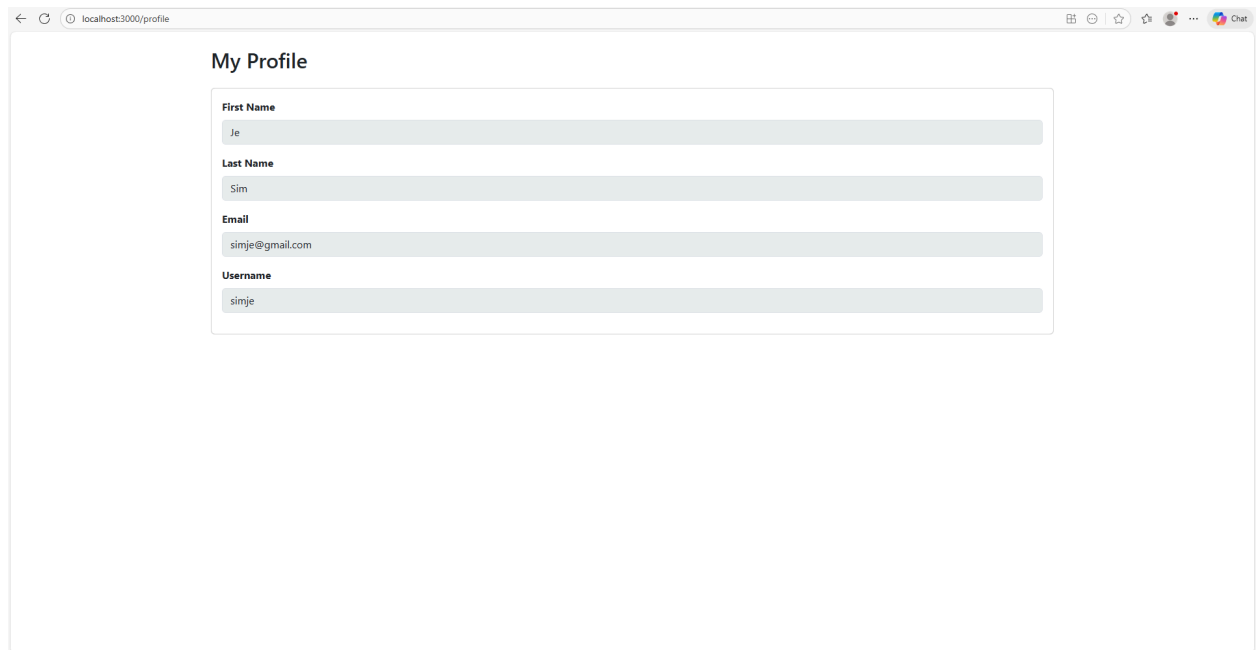 localhost:3000/profile
Chat
My Profile
First Name
Je
Last Name
Sim
Email
simje@gmail.com
Username
simje